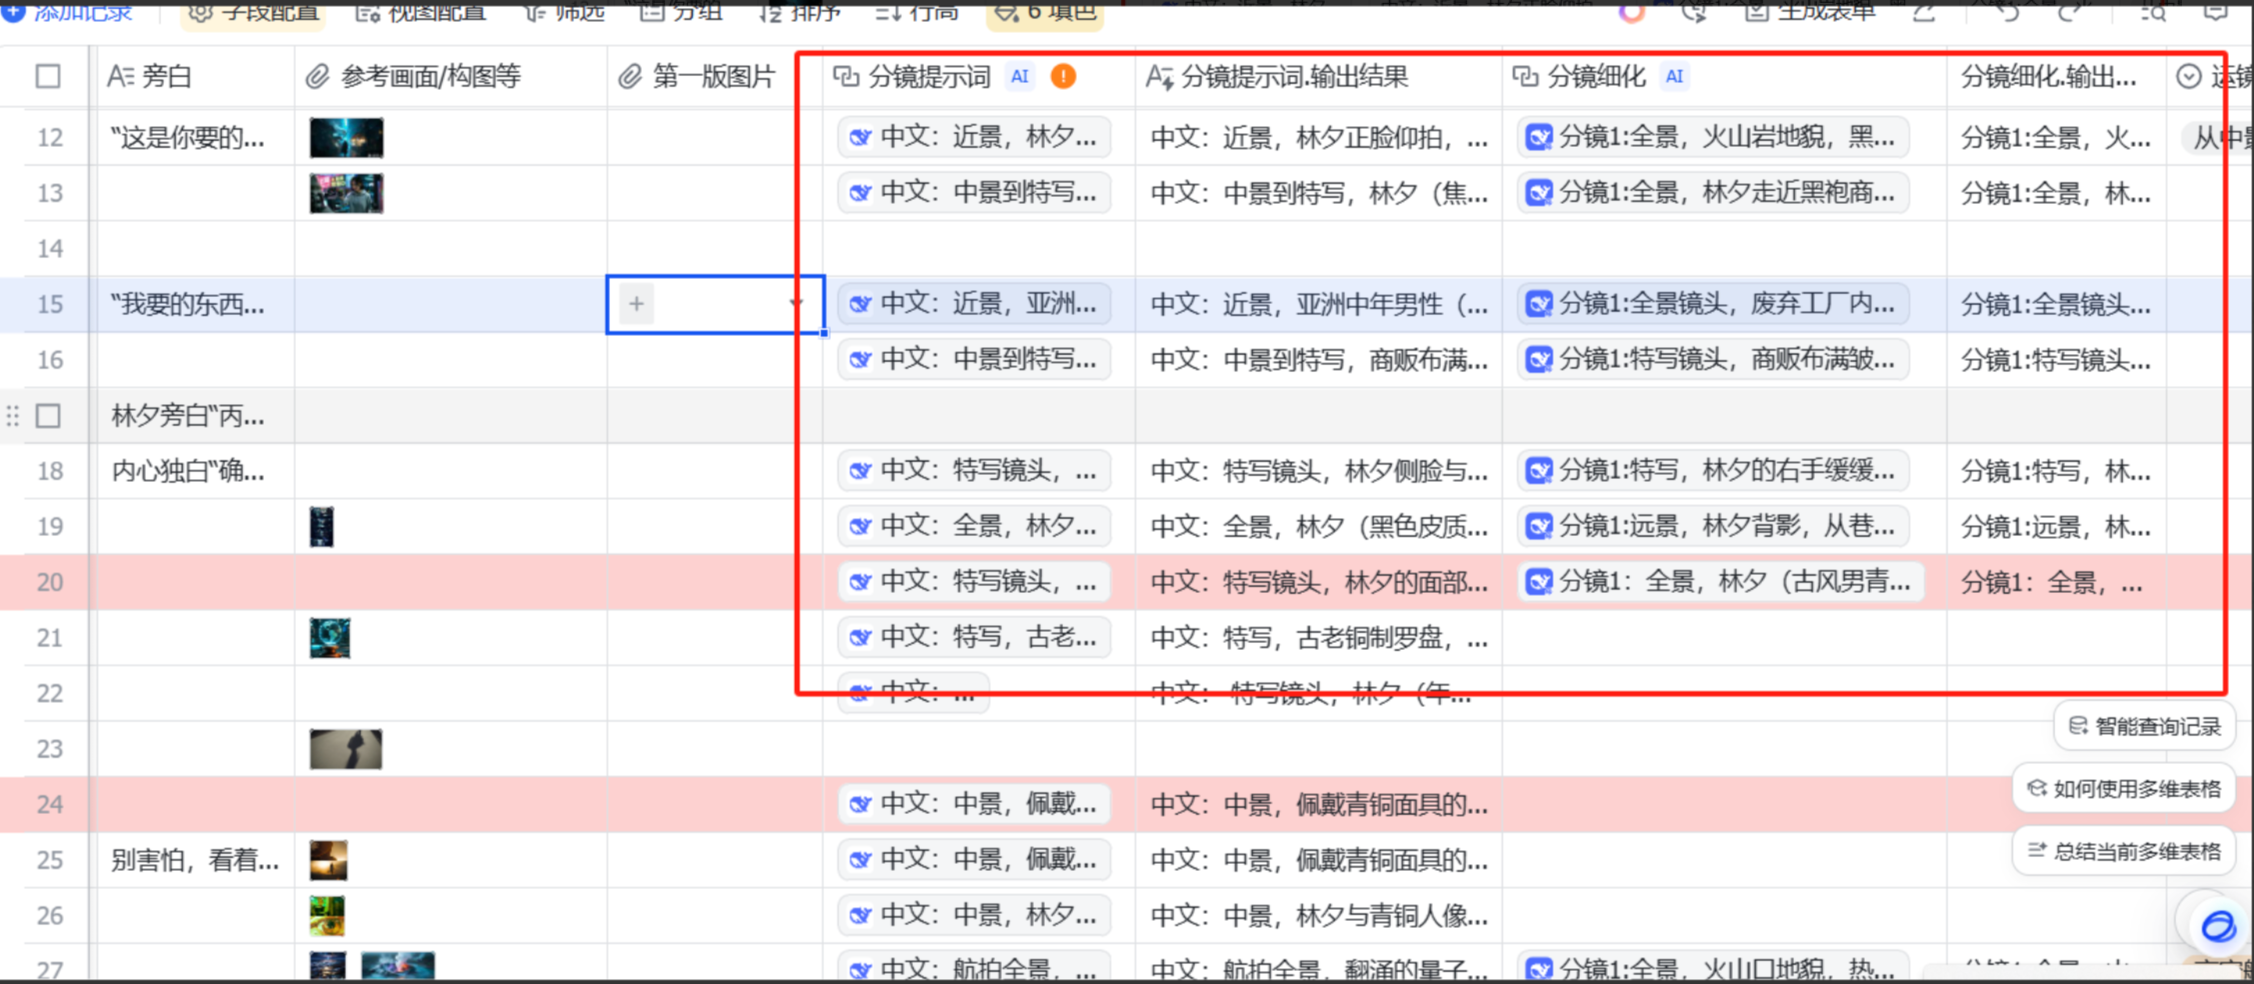 添加记录 字段配置 视图配置 筛选 分组 排序 行高 6 填色 生成表单
旁白 参考画面/构图等 第一版图片 分镜提示词 AI 分镜提示词.输出结果 分镜细化 AI 分镜细化.输出... 运镜
12 “这是你要的... 中文：近景，林夕... 中文：近景，林夕正脸仰拍，... 分镜1:全景，火山岩地貌，黑... 分镜1:全景，火... 从中景
13 中文：中景到特写... 中文：中景到特写，林夕（焦... 分镜1:全景，林夕走近黑袍商... 分镜1:全景，林...
14
15 “我要的东西... 中文：近景，亚洲... 中文：近景，亚洲中年男性（... 分镜1:全景镜头，废弃工厂内... 分镜1:全景镜头...
16 中文：中景到特写... 中文：中景到特写，商贩布满... 分镜1:特写镜头，商贩布满皱... 分镜1:特写镜头...
林夕旁白“丙...
18 内心独白“确... 中文：特写镜头，... 中文：特写镜头，林夕侧脸与... 分镜1:特写，林夕的右手缓缓... 分镜1:特写，林...
19 中文：全景，林夕... 中文：全景，林夕（黑色皮质... 分镜1:远景，林夕背影，从巷... 分镜1:远景，林...
20 中文：特写镜头，... 中文：特写镜头，林夕的面部... 分镜1：全景，林夕（古风男青... 分镜1：全景，...
21 中文：特写，古老... 中文：特写，古老铜制罗盘，...
22 中文：... 中文： 特写镜头，林夕（年...
智能查询记录
23
如何使用多维表格
24 中文：中景，佩戴... 中文：中景，佩戴青铜面具的...
总结当前多维表格
25 别害怕，看着... 中文：中景，佩戴... 中文：中景，佩戴青铜面具的...
26 中文：中景，林夕... 中文：中景，林夕与青铜人像...
27 中文：航拍全景，... 中文：航拍全景，翻涌的量子... 分镜1:全景，火山口地貌，热...